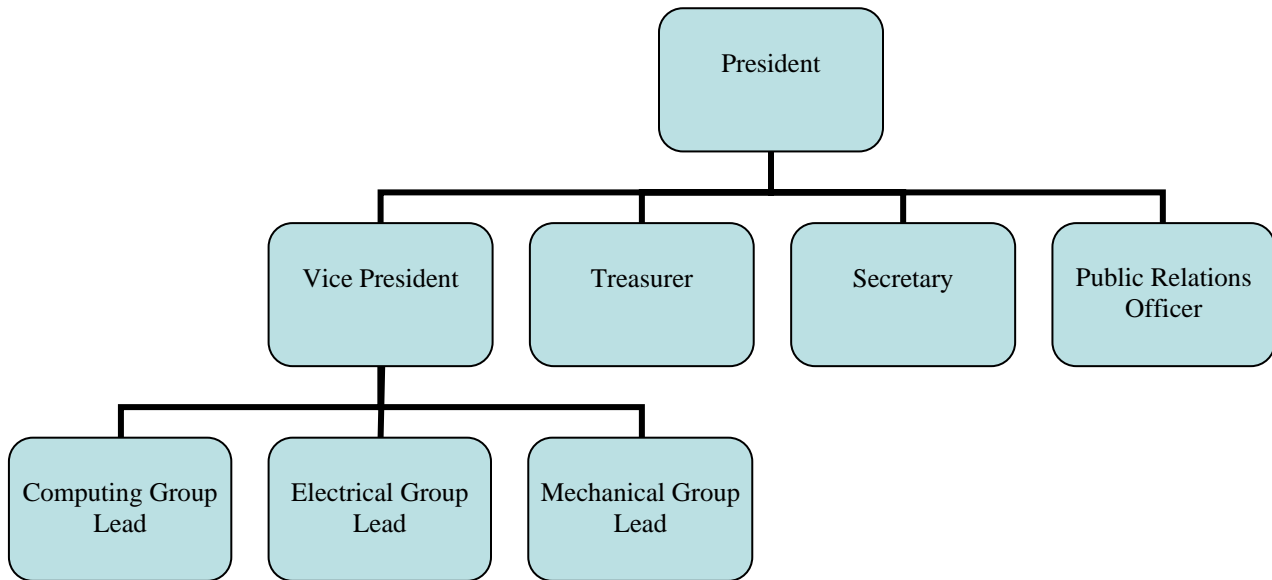 President
Vice President
Treasurer
Secretary
Public Relations
Officer
Computing Group
Lead
Electrical Group
Lead
Mechanical Group
Lead